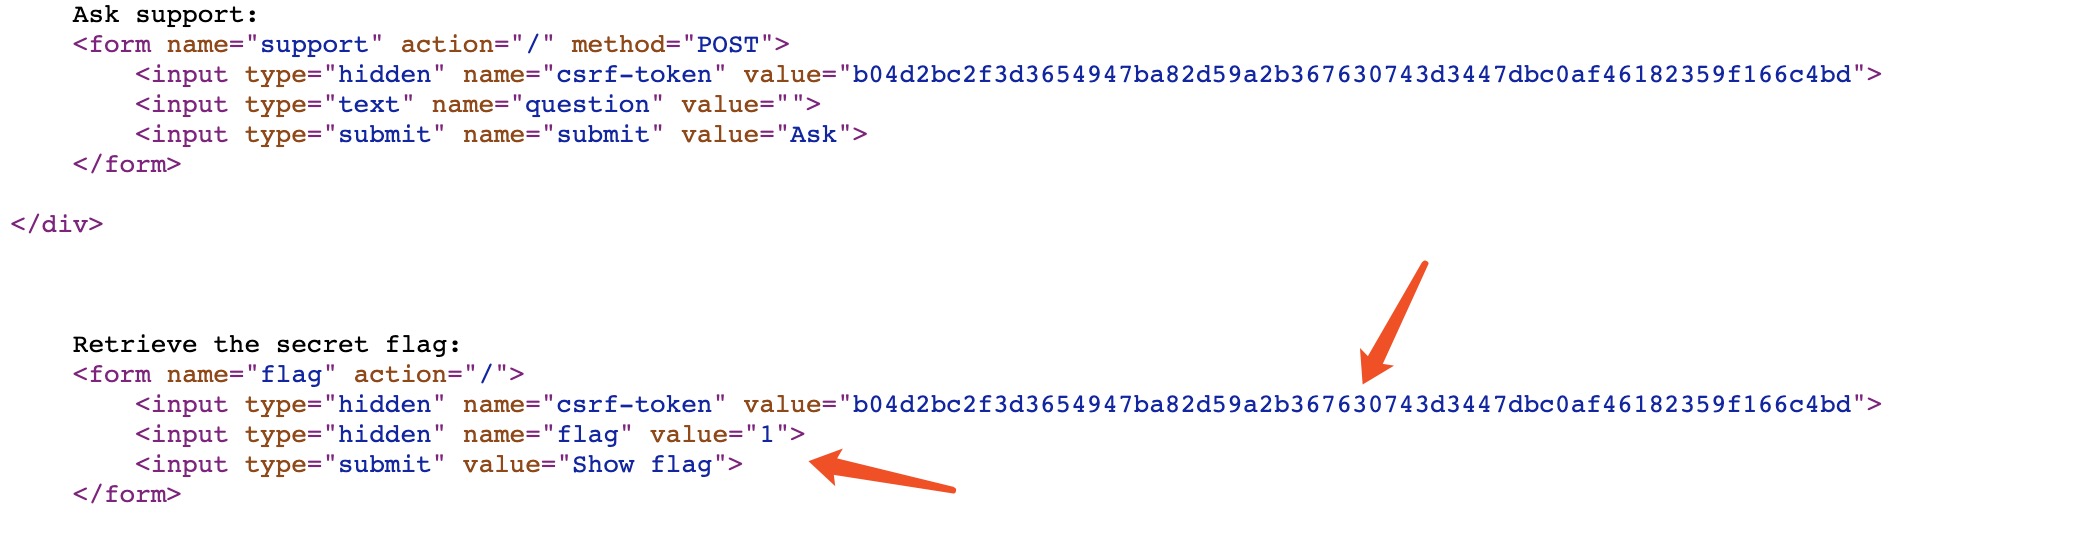 Ask support:
<form name="support" action="/" method="POST">
<input type="hidden" name="csrf-token" value="b04d2bc2f3d3654947ba82d59a2b367630743d3447dbc0af46182359f166c4bd">
<input type="text" name="question" value="">
<input type="submit" name="submit" value="Ask">
</form>
</div>
Retrieve the secret flag:
<form name="flag" action="/">
<input type="hidden" name="csrf-token" value="b04d2bc2f3d3654947ba82d59a2b367630743d3447dbc0af46182359f166c4bd">
<input type="hidden" name="flag" value="1">
<input type="submit" value="Show flag">
</form>